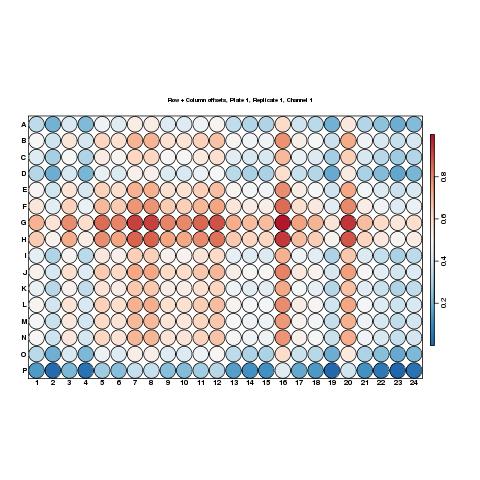 Row + Column offsets, Plate 1, Replicate 1, Channel 1
A
B
C
D
E
F
G
H
I
J
K
L
M
N
O
P
1 2 3 4 5 6 7 8 9 10 11 12 13 14 15 16 17 18 19 20 21 22 23 24
0.8
0.6
0.4
0.2